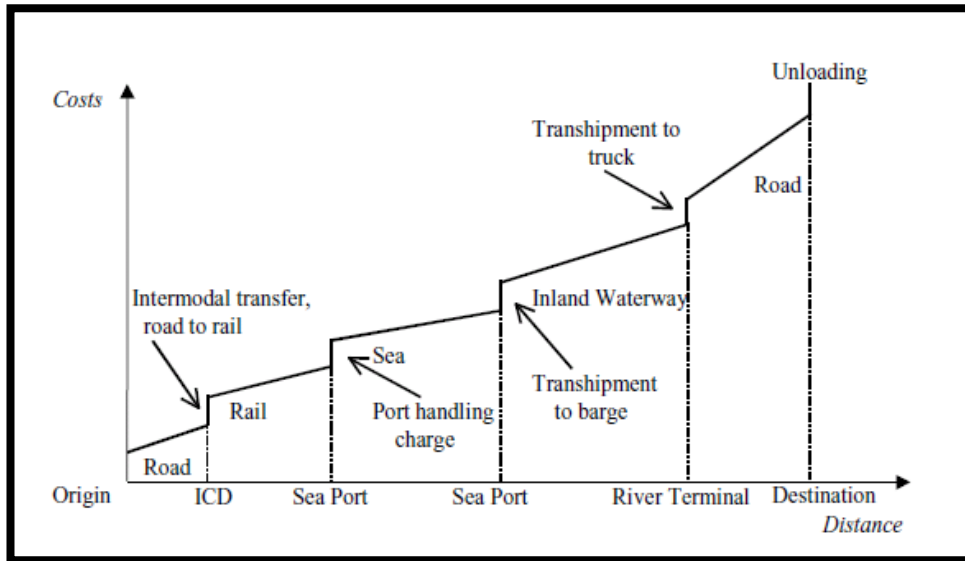 Unloading
Costs
Transhipment to
truck
Road
Intermodal transfer,
road to rail
Inland Waterway
Sea
Transhipment
to barge
Rail
Port handling
charge
Road
Origin
ICD
Sea Port
Sea Port
River Terminal
Destination
Distance